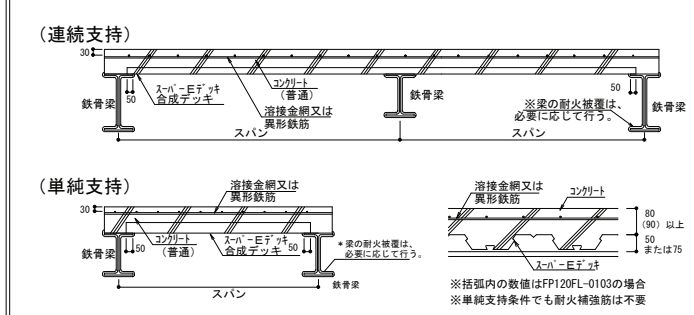 (連続支持)
30
50
スーパーEデッキ
合成デッキ
コンクリート
(普通)
溶接金網又は
異形鉄筋
鉄骨梁
鉄骨梁
50
※梁の耐火被覆は、
必要に応じて行う。
鉄骨梁
スパン
スパン
(単純支持)
溶接金網又は
異形鉄筋
30
鉄骨梁
50
コンクリート
(普通)
スーパーEデッキ
合成デッキ
50
*梁の耐火被覆は、
必要に応じて行う。
鉄骨梁
スパン
溶接金網又は
異形鉄筋
コンクリート
80
(90) 以上
50
または75
スーパーEデッキ
※括弧内の数値はFP120FL-0103の場合
※単純支持条件でも耐火補強筋は不要